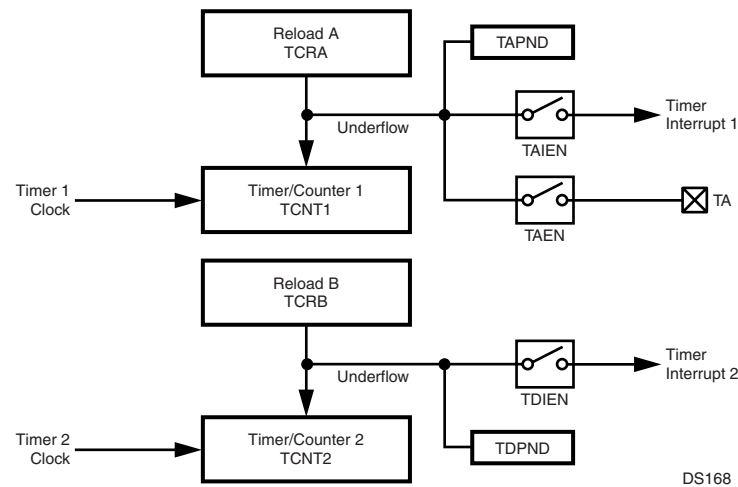 Reload A
TCRA
TAPND
Underflow
TAIEN
Timer
Interrupt 1
Timer 1
Clock
Timer/Counter 1
TCNT1
TAEN
TA
Reload B
TCRB
Underflow
TDIEN
Timer
Interrupt 2
Timer 2
Clock
Timer/Counter 2
TCNT2
TDPND
DS168